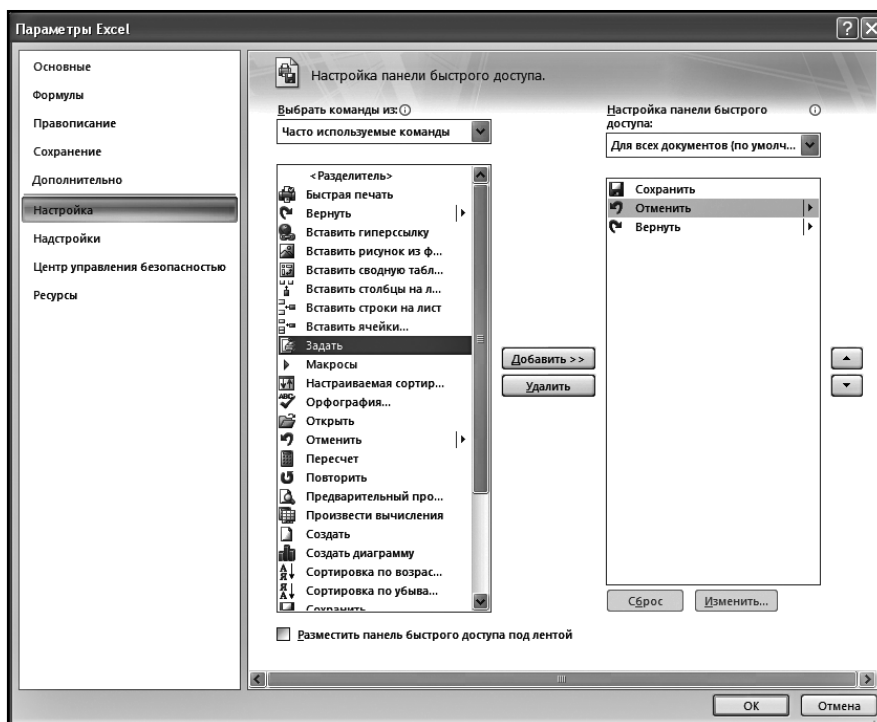 Параметры Excel
Основные
Формулы
Правописание
Сохранение
Дополнительно
Настройка
Надстройки
Центр управления безопасностью
Ресурсы
Настройка панели быстрого доступа.
Выбрать команды из:
Часто используемые команды
<Разделитель>
Быстрая печать
Вернуть
Вставить гиперссылку
Вставить рисунок из ф...
Вставить сводную табл...
Вставить столбцы на л...
Вставить строки на лист
Вставить ячейки...
Задать
Макросы
Настраиваемая сортир...
Орфография...
Открыть
Отменить
Пересчет
Повторить
Предварительный про...
Произвести вычисления
Создать
Создать диаграмму
Сортировка по возрас...
Сортировка по убыва...
Сохранить
Разместить панель быстрого доступа под лентой
Добавить >>
Удалить
Настройка панели быстрого
доступа:
Для всех документов (по умолч...
Сохранить
Отменить
Вернуть
Сброс
Изменить...
ОК
Отмена